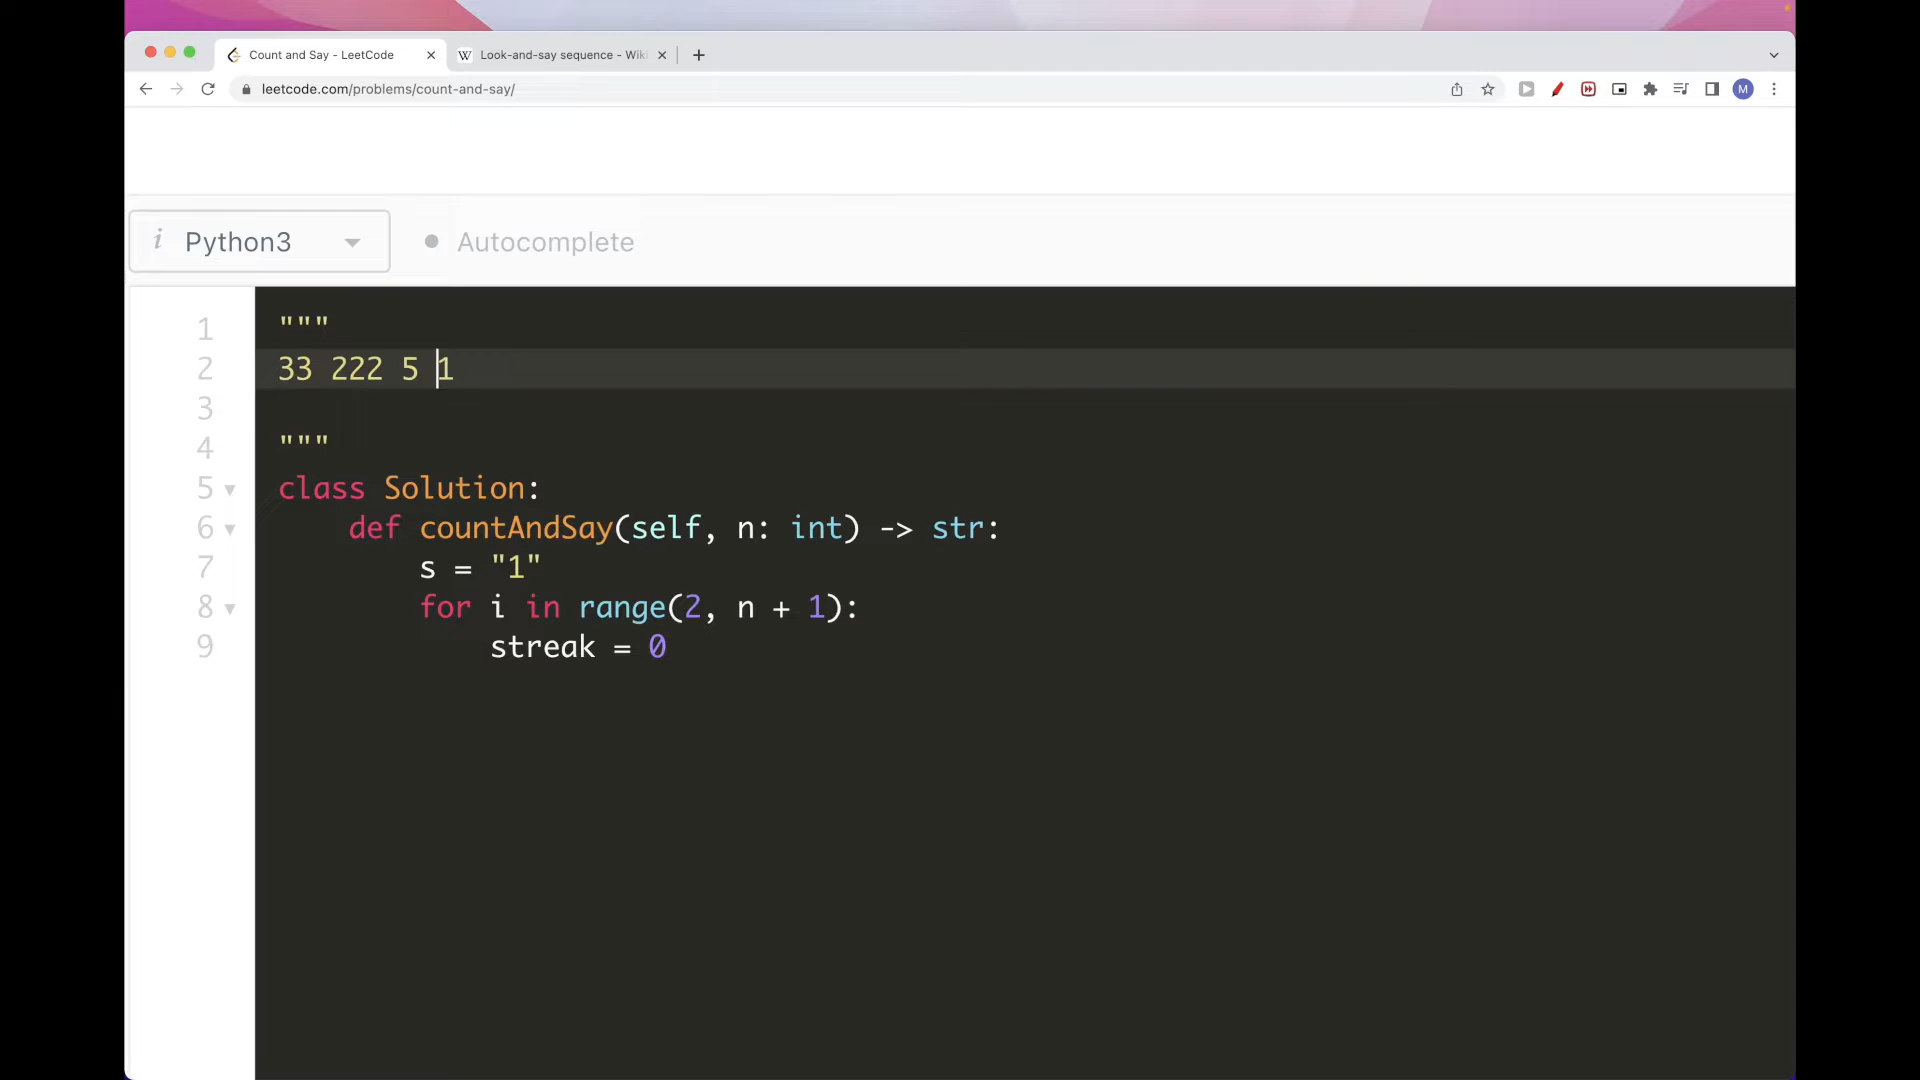 Count and Say - LeetCode
Look-and-say sequence - Wiki
leetcode.com/problems/count-and-say/
M
i Python3
Autocomplete
1 """
2 33 222 5 1
3
4 """
5 class Solution:
6 def countAndSay(self, n: int) -> str:
7 s = "1"
8 for i in range(2, n + 1):
9 streak = 0